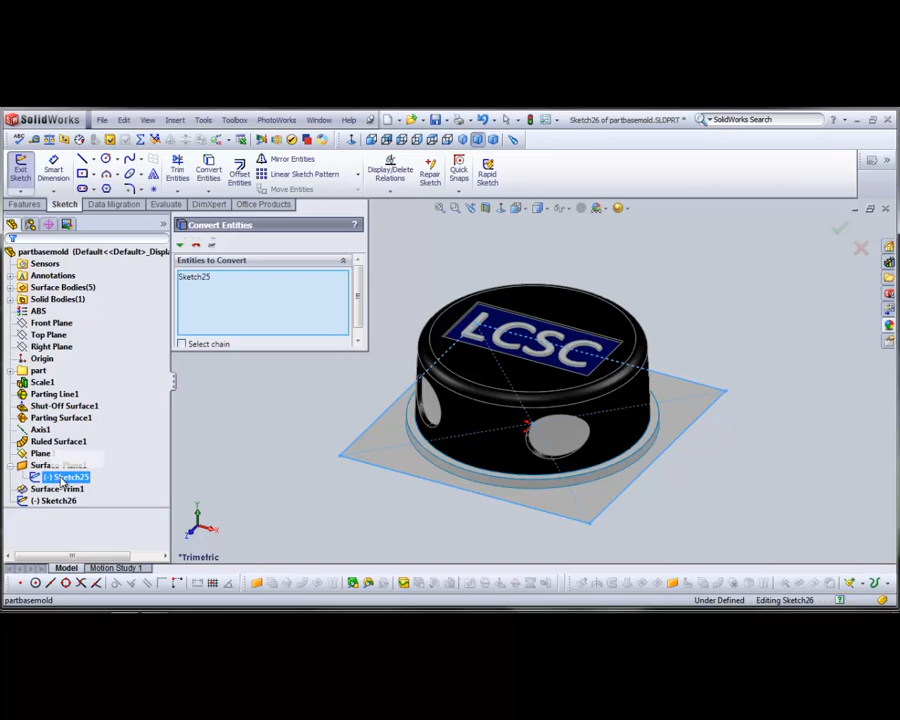 SolidWorks File Edit View Insert Tools Toolbox PhotoWorks Window Help Sketch26 of partbasemold.SLDPRT * SolidWorks Search
Exit Sketch
Smart Dimension
Trim Entities
Convert Entities
Offset Entities
Mirror Entities
Linear Sketch Pattern
Move Entities
Display/Delete Relations
Repair Sketch
Quick Snaps
Rapid Sketch
Features Sketch Data Migration Evaluate DimXpert Office Products
Convert Entities ?
Entities to Convert
Sketch25
Select chain
partbasemold (Default<<Default>_Displa
Sensors
Annotations
Surface Bodies(5)
Solid Bodies(1)
ABS
Front Plane
Top Plane
Right Plane
Origin
part
Scale1
Parting Line1
Shut-Off Surface1
Parting Surface1
Axis1
Ruled Surface1
Plane
Surface-Plane1
(-) Sketch25
Surface-Trim1
(-) Sketch26
LCSC
Y
X
Z
*Trimetric
Model Motion Study 1
partbasemold Under Defined Editing Sketch26